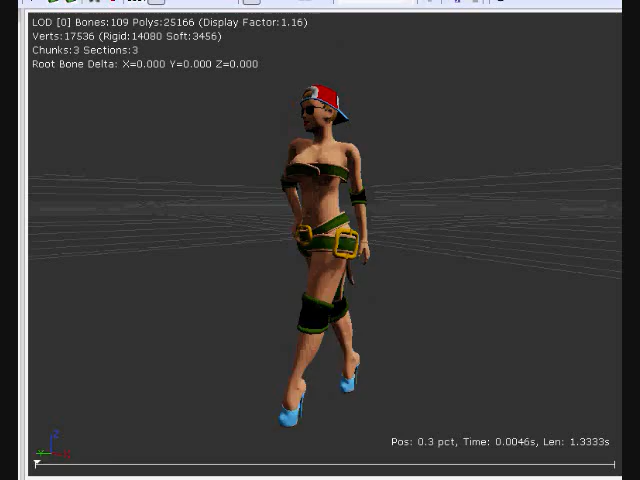 LOD [0] Bones:109 Polys:25166 (Display Factor:1.16)
Verts:17536 (Rigid:14080 Soft:3456)
Chunks:3 Sections:3
Root Bone Delta: X=0.000 Y=0.000 Z=0.000
Z
Pos: 0.3 pct, Time: 0.0046s, Len: 1.3333s